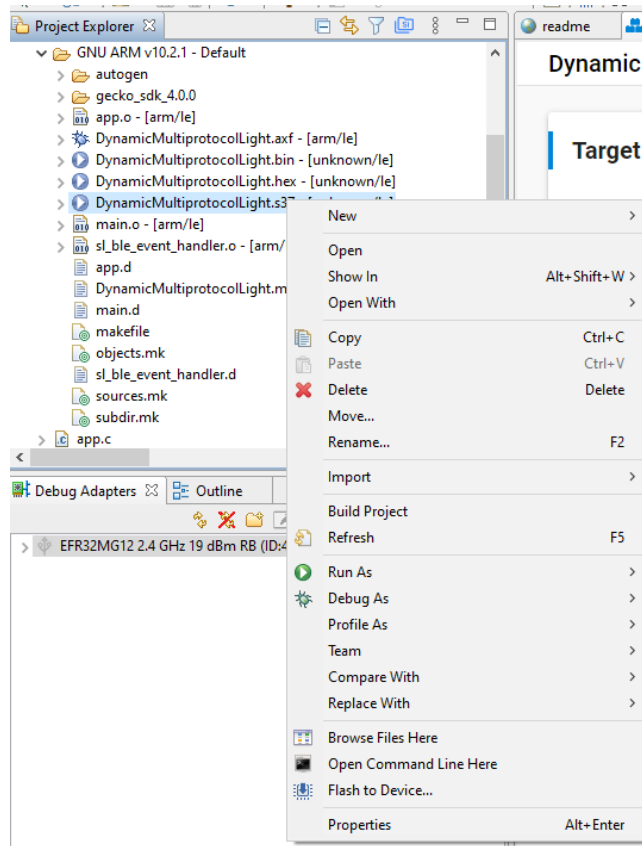 Project Explorer
readme
GNU ARM v10.2.1 - Default
autogen
gecko_sdk_4.0.0
app.o - [arm/le]
DynamicMultiprotocolLight.axf - [arm/le]
DynamicMultiprotocolLight.bin - [unknown/le]
DynamicMultiprotocolLight.hex - [unknown/le]
DynamicMultiprotocolLight.s37
main.o - [arm/le]
sl_ble_event_handler.o - [arm/
app.d
DynamicMultiprotocolLight.m
main.d
makefile
objects.mk
sl_ble_event_handler.d
sources.mk
subdir.mk
app.c
Debug Adapters
Outline
EFR32MG12 2.4 GHz 19 dBm RB (ID:4
Dynamic
Target
New
Open
Show In Alt+Shift+W >
Open With
Copy Ctrl+C
Paste Ctrl+V
Delete Delete
Move...
Rename... F2
Import
Build Project
Refresh F5
Run As
Debug As
Profile As
Team
Compare With
Replace With
Browse Files Here
Open Command Line Here
Flash to Device...
Properties Alt+Enter